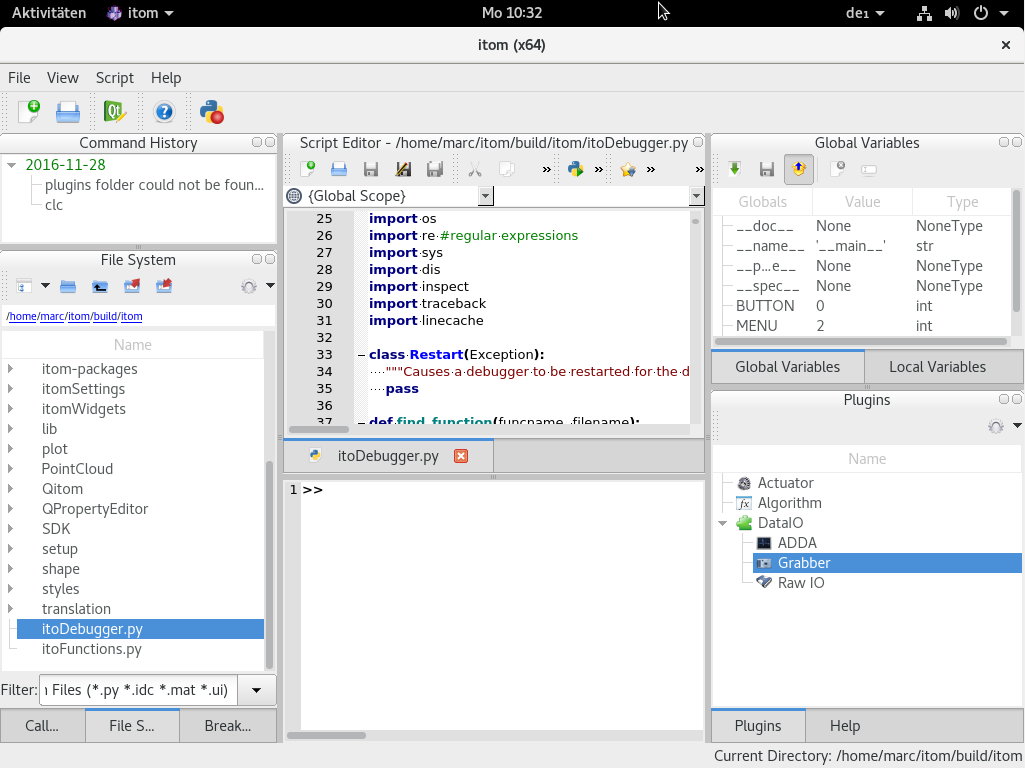 Aktivitäten
itom
Mo 10:32
de1
itom (x64)
File
View
Script
Help
Command History
2016-11-28
plugins folder could not be foun...
clc
File System
/home/marc/itom/build/itom
Name
itom-packages
itomSettings
itomWidgets
lib
plot
PointCloud
Qitom
QPropertyEditor
SDK
setup
shape
styles
translation
itoDebugger.py
itoFunctions.py
Filter:
Files (*.py *.idc *.mat *.ui)
Call...
File S...
Break...
Script Editor - /home/marc/itom/build/itom/itoDebugger.py
{Global Scope}
25 import·os
26 import·re·#regular·expressions
27 import·sys
28 import·dis
29 import·inspect
30 import·traceback
31 import·linecache
32
33 class·Restart(Exception):
34 ····"""Causes·a·debugger·to·be·restarted·for·the·d
35 ····pass
36
37 def·find_function(funcname,·filename):
itoDebugger.py
1 >>
Global Variables
Globals
Value
Type
__doc__ None NoneType
__name__ '__main__' str
__p...e__ None NoneType
__spec__ None NoneType
BUTTON 0 int
MENU 2 int
Global Variables
Local Variables
Plugins
Name
Actuator
fx Algorithm
DataIO
ADDA
Grabber
Raw IO
Plugins
Help
Current Directory: /home/marc/itom/build/itom